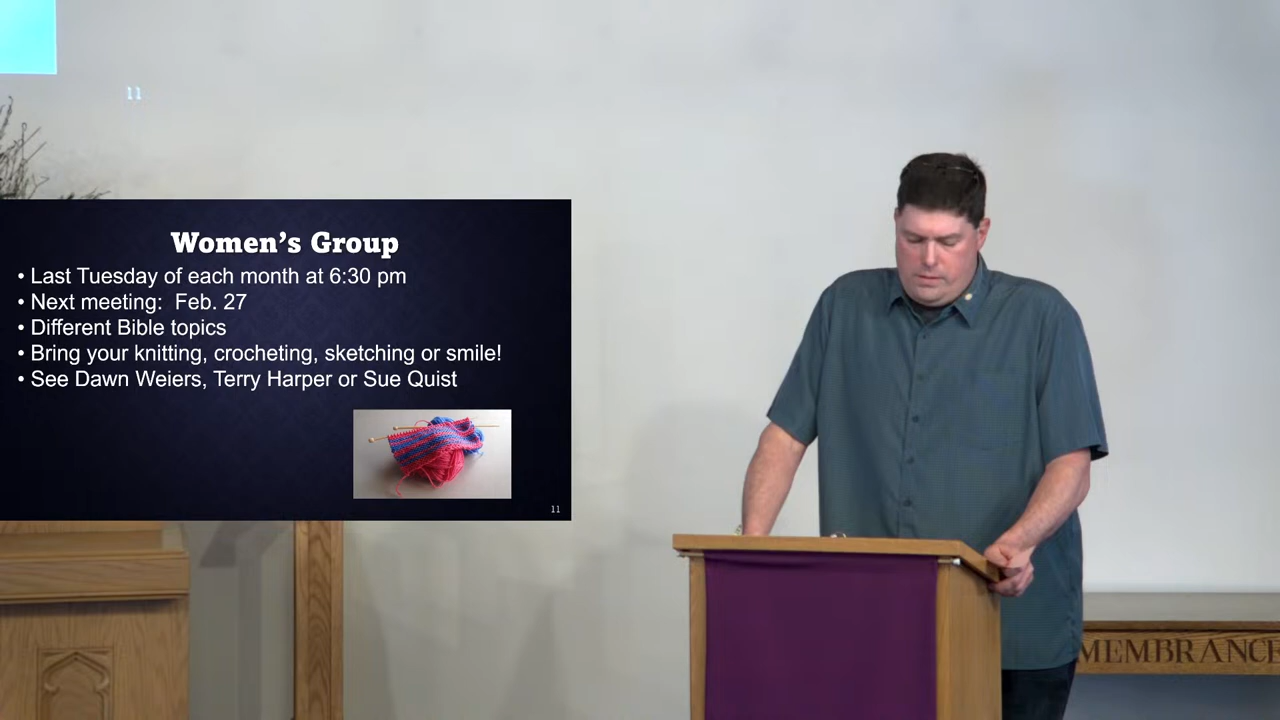 11
Women's Group
• Last Tuesday of each month at 6:30 pm
• Next meeting: Feb. 27
• Different Bible topics
• Bring your knitting, crocheting, sketching or smile!
• See Dawn Weiers, Terry Harper or Sue Quist
11
MEMBRANCE